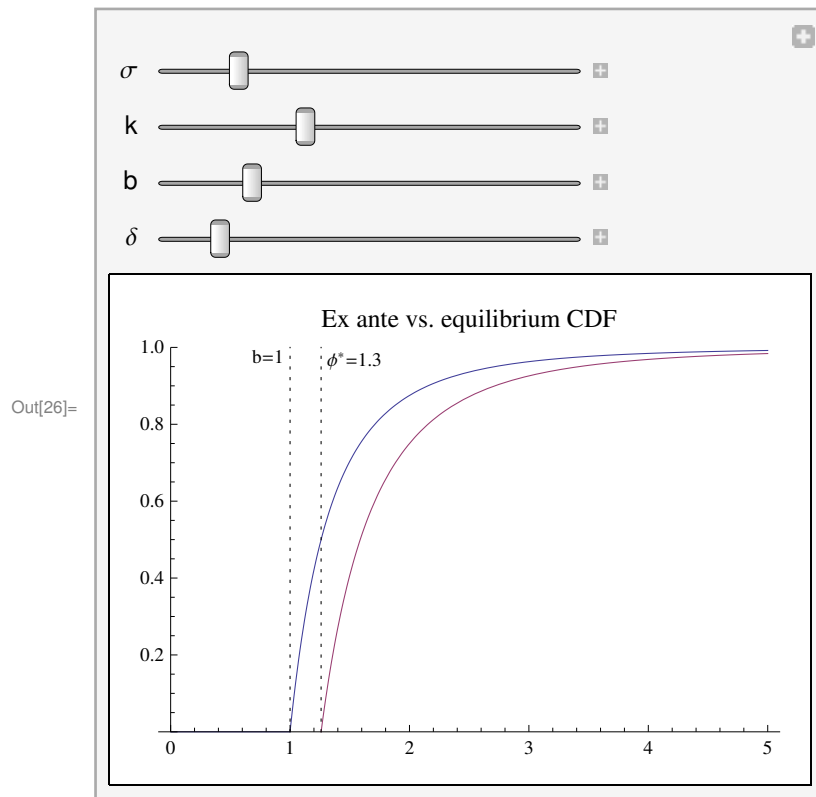 σ
k
b
δ
Out[26]=
Ex ante vs. equilibrium CDF
b=1
ϕ*=1.3
1.0
0.8
0.6
0.4
0.2
0 1 2 3 4 5